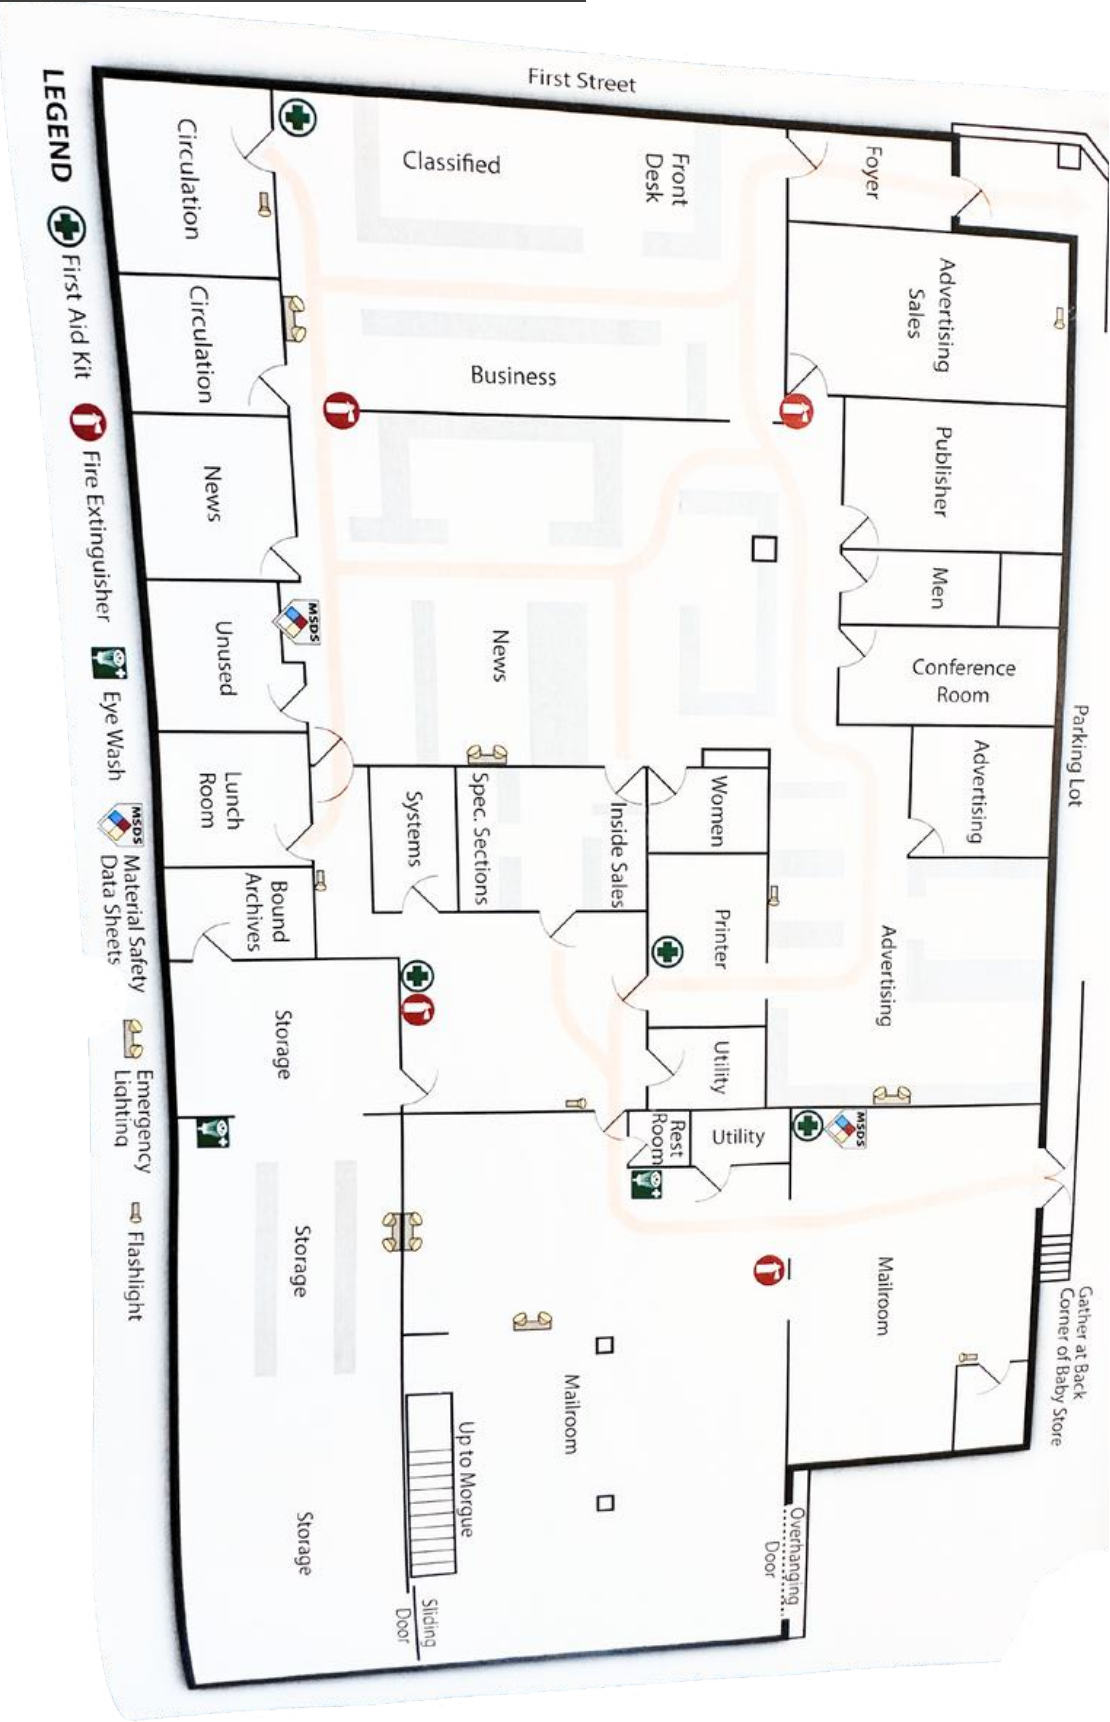 First Street
LEGEND
First Aid Kit
Fire Extinguisher
Eye Wash
MSDS
Material Safety
Data Sheets
Emergency
Lighting
Flashlight
Circulation
Classified
Front
Desk
Foyer
Circulation
Business
Advertising
Sales
News
Publisher
Men
Unused
MSDS
News
Conference
Room
Parking Lot
Lunch
Room
Systems
Spec. Sections
Inside Sales
Women
Advertising
Bound
Archives
Printer
Advertising
Storage
Utility
Rest
Room
Utility
MSDS
Storage
Mailroom
Gather at Back
Corner of Baby Store
Mailroom
Up to Morgue
Storage
Overhanging
Door
Sliding
Door